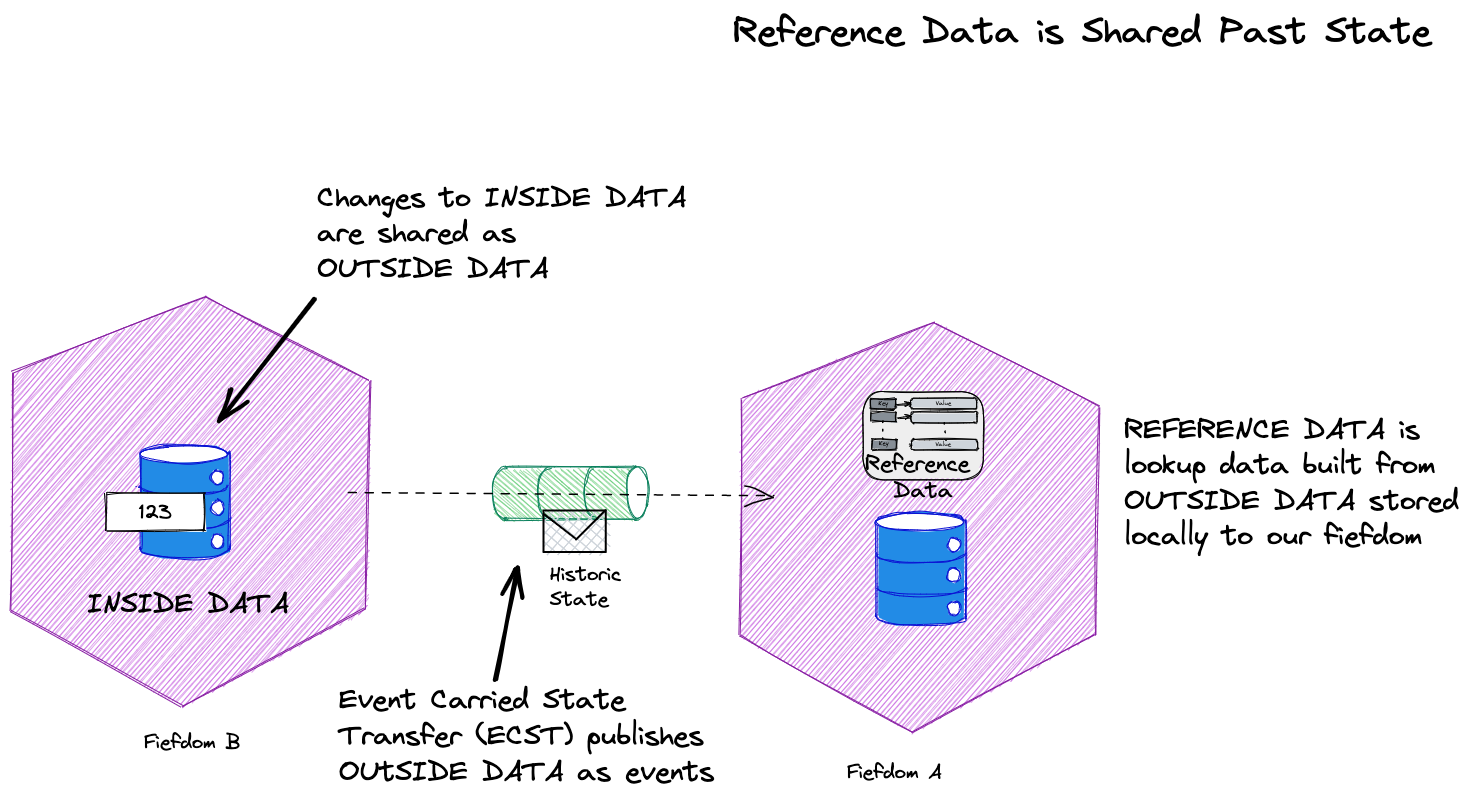 Reference Data is Shared Past State
Changes to INSIDE DATA
are shared as
OUTSIDE DATA
123
INSIDE DATA
Fiefdom B
Historic
State
Event Carried State
Transfer (ECST) publishes
OUtSIDE DATA as events
Key Value
Key Value
Reference
Data
Fiefdom A
REFERENCE DATA is
lookup data built from
OUTSIDE DATA stored
locally to our fiefdom